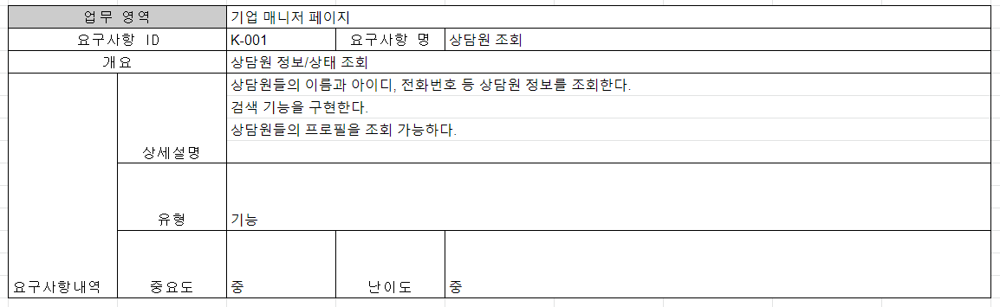 업무 영역 기업 매니저 페이지
요구사항 ID K-001 요구사항 명 상담원 조회
개요 상담원 정보/상태 조회
상담원들의 이름과 아이디, 전화번호 등 상담원 정보를 조회한다.
검색 기능을 구현한다.
상담원들의 프로필을 조회 가능하다.
상세설명
유형 기능
요구사항내역 중요도 중 난이도 중